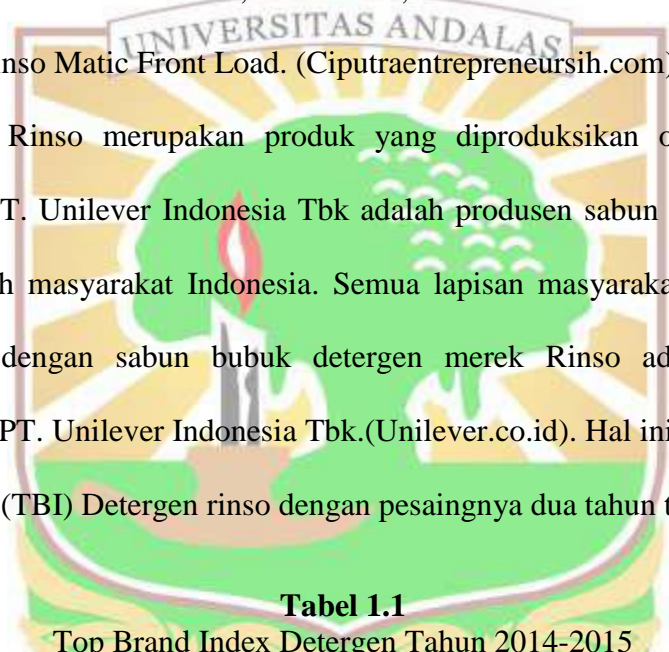 UNIVERSITAS ANDALAS
nso Matic Front Load. (Ciputraentrepreneursih.com)
Rinso merupakan produk yang diproduksikan o
T. Unilever Indonesia Tbk adalah produsen sabun
h masyarakat Indonesia. Semua lapisan masyaraka
dengan sabun bubuk detergen merek Rinso ad
PT. Unilever Indonesia Tbk.(Unilever.co.id). Hal ini
(TBI) Detergen rinso dengan pesaingnya dua tahun t
Tabel 1.1
Top Brand Index Detergen Tahun 2014-2015